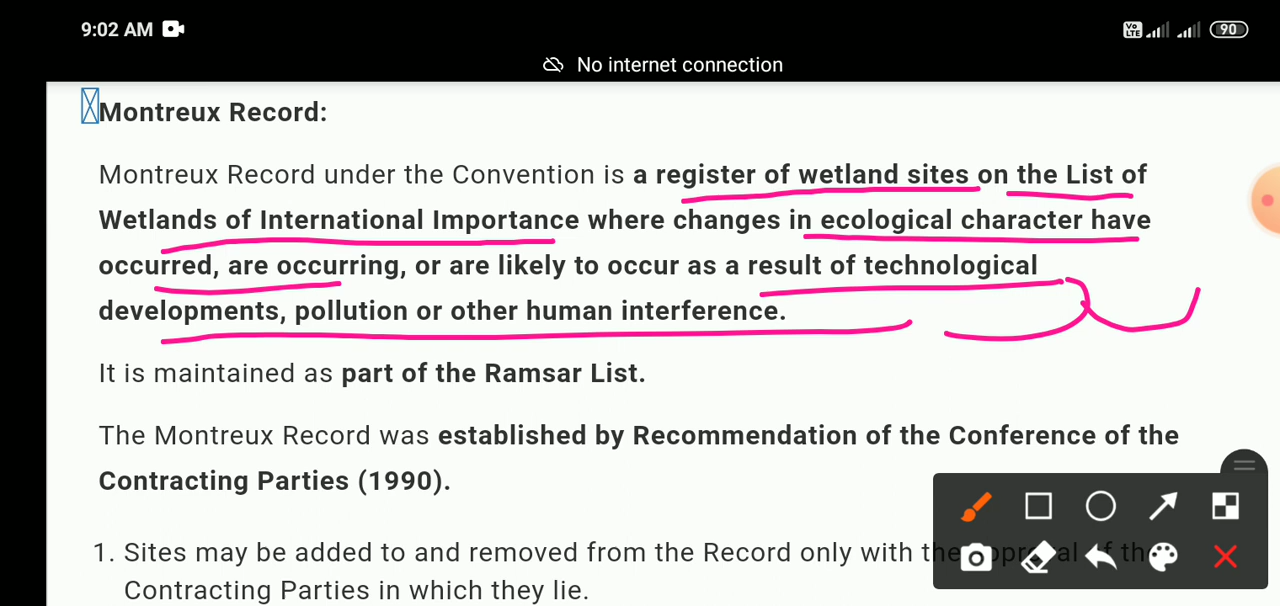 9:02 AM
Vo LTE
90
No internet connection
Montreux Record:
Montreux Record under the Convention is a register of wetland sites on the List of
Wetlands of International Importance where changes in ecological character have
occurred, are occurring, or are likely to occur as a result of technological
developments, pollution or other human interference.
It is maintained as part of the Ramsar List.
The Montreux Record was established by Recommendation of the Conference of the
Contracting Parties (1990).
1. Sites may be added to and removed from the Record only with the approval of the
Contracting Parties in which they lie.